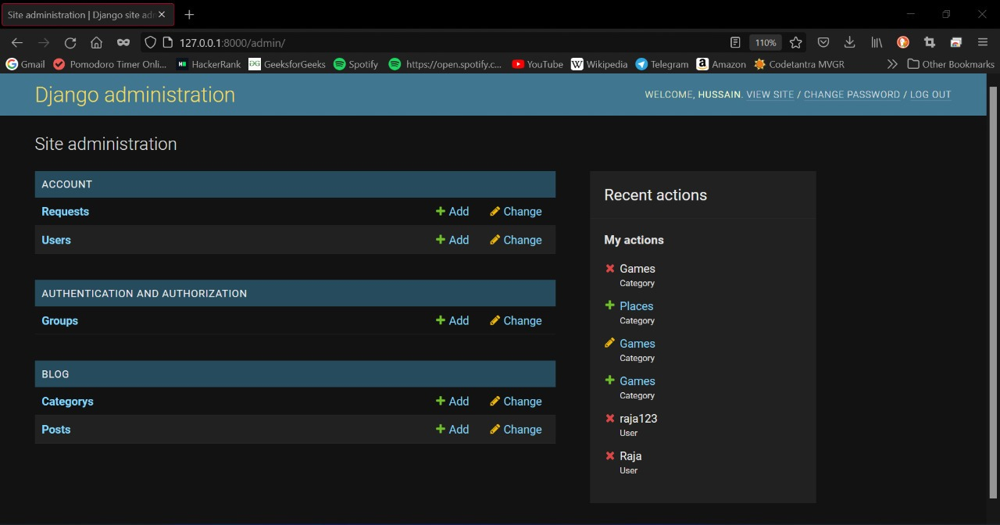 Site administration | Django site ad
127.0.0.1:8000/admin/
110%
Gmail Pomodoro Timer Onli... HackerRank GeeksforGeeks Spotify https://open.spotify.c... YouTube Wikipedia Telegram Amazon Codetantra MVGR Other Bookmarks
Django administration
WELCOME, HUSSAIN. VIEW SITE / CHANGE PASSWORD / LOG OUT
Site administration
ACCOUNT
Requests Add Change
Users Add Change
AUTHENTICATION AND AUTHORIZATION
Groups Add Change
BLOG
Categorys Add Change
Posts Add Change
Recent actions
My actions
Games
Category
Places
Category
Games
Category
Games
Category
raja123
User
Raja
User